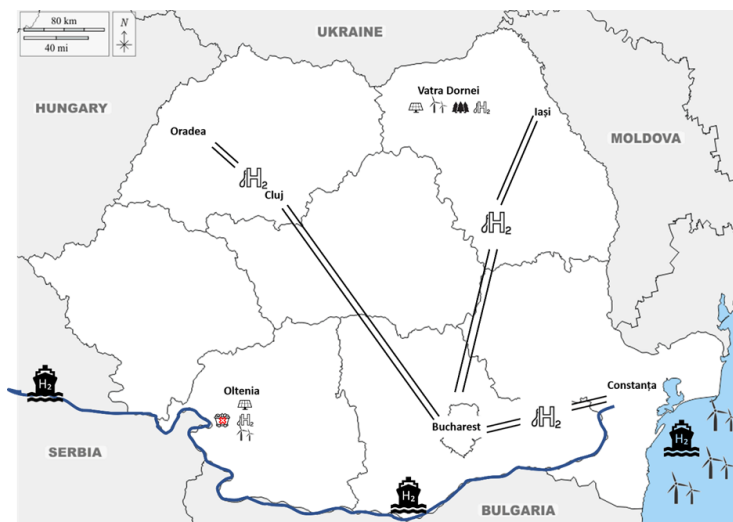 80 km
40 mi
N
UKRAINE
HUNGARY
Vatra Dornei
H2
Iași
Oradea
MOLDOVA
H2
Cluj
H2
Constanța
H2
Oltenia
H2
H2
Bucharest
H2
SERBIA
H2
BULGARIA